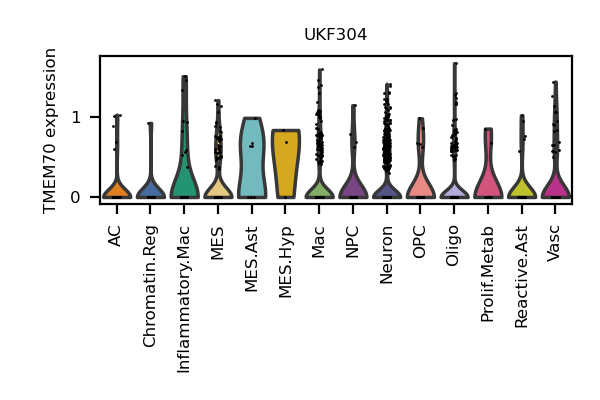 UKF304
TMEM70 expression
1
0
AC
Chromatin.Reg
Inflammatory.Mac
MES
MES.Ast
MES.Hyp
Mac
NPC
Neuron
OPC
Oligo
Prolif.Metab
Reactive.Ast
Vasc